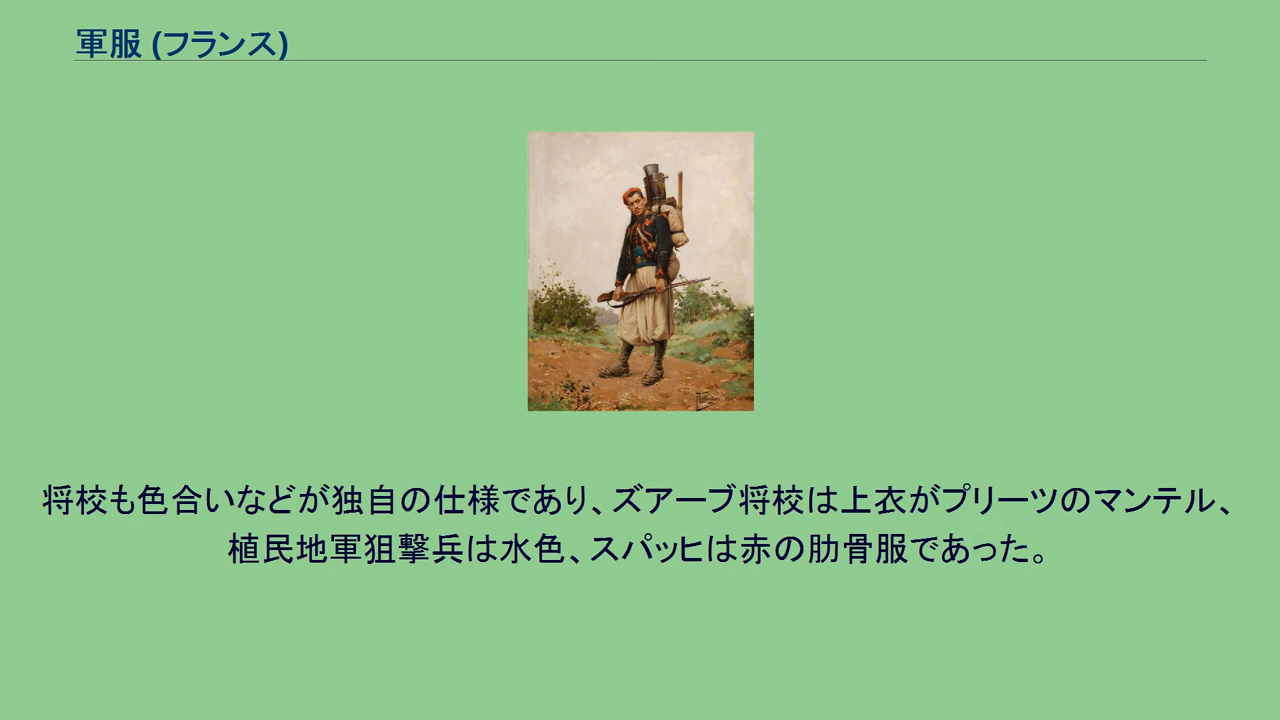 軍服 (フランス)
将校も色合いなどが独自の仕様であり、ズアーブ将校は上衣がプリーツのマンテル、
植民地軍狙撃兵は水色、スパッヒは赤の肋骨服であった。